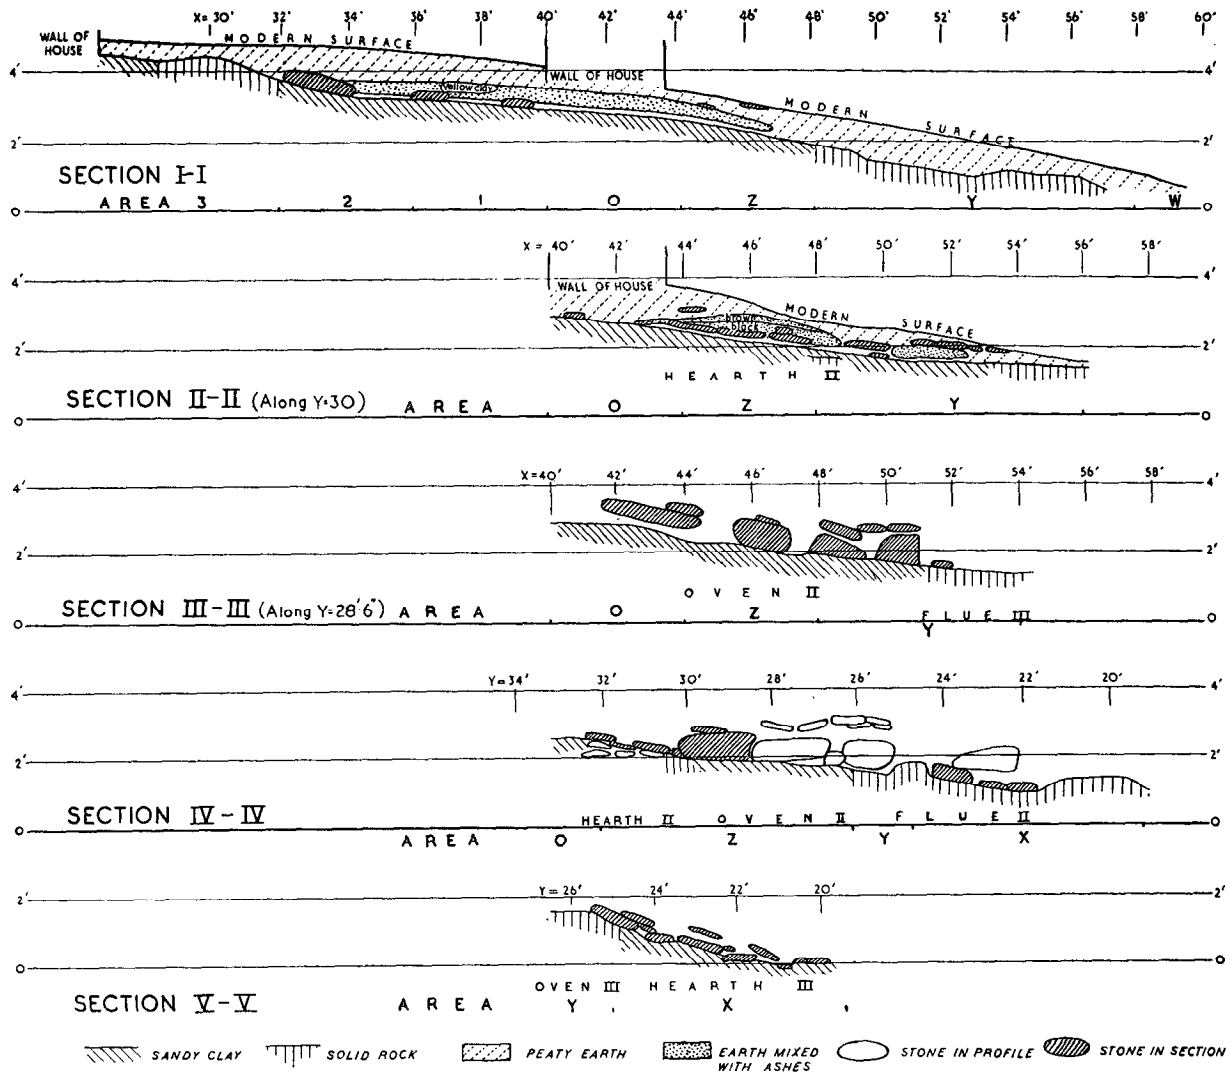 X= 30' 32' 34' 36' 38' 40' 42' 44' 46' 48' 50' 52' 54' 56' 58' 60'
WALL OF HOUSE
MODERN SURFACE
WALL OF HOUSE
4' 4'
Yellow clay
MODERN SURFACE
2' 2'
SECTION I-I
AREA 3 2 1 O Z Y W
0 0
X = 40' 42' 44' 46' 48' 50' 52' 54' 56' 58'
4' 4'
WALL OF HOUSE
MODERN SURFACE
brown
black
2' 2'
HEARTH II
SECTION II-II (Along Y=30) AREA O Z Y
0 0
X=40' 42' 44' 46' 48' 50' 52' 54' 56' 58'
4' 4'
2' 2'
OVEN II
SECTION III-III (Along Y=28'6") AREA O Z
FLUE III
Y
0 0
Y=34' 32' 30' 28' 26' 24' 22' 20'
4' 4'
2' 2'
SECTION IV-IV
HEARTH II OVEN II FLUE II
0 0
AREA O Z Y X
Y= 26' 24' 22' 20'
2' 2'
0 0
OVEN III HEARTH III
SECTION V-V AREA Y X
SANDY CLAY SOLID ROCK PEATY EARTH EARTH MIXED WITH ASHES STONE IN PROFILE STONE IN SECTION